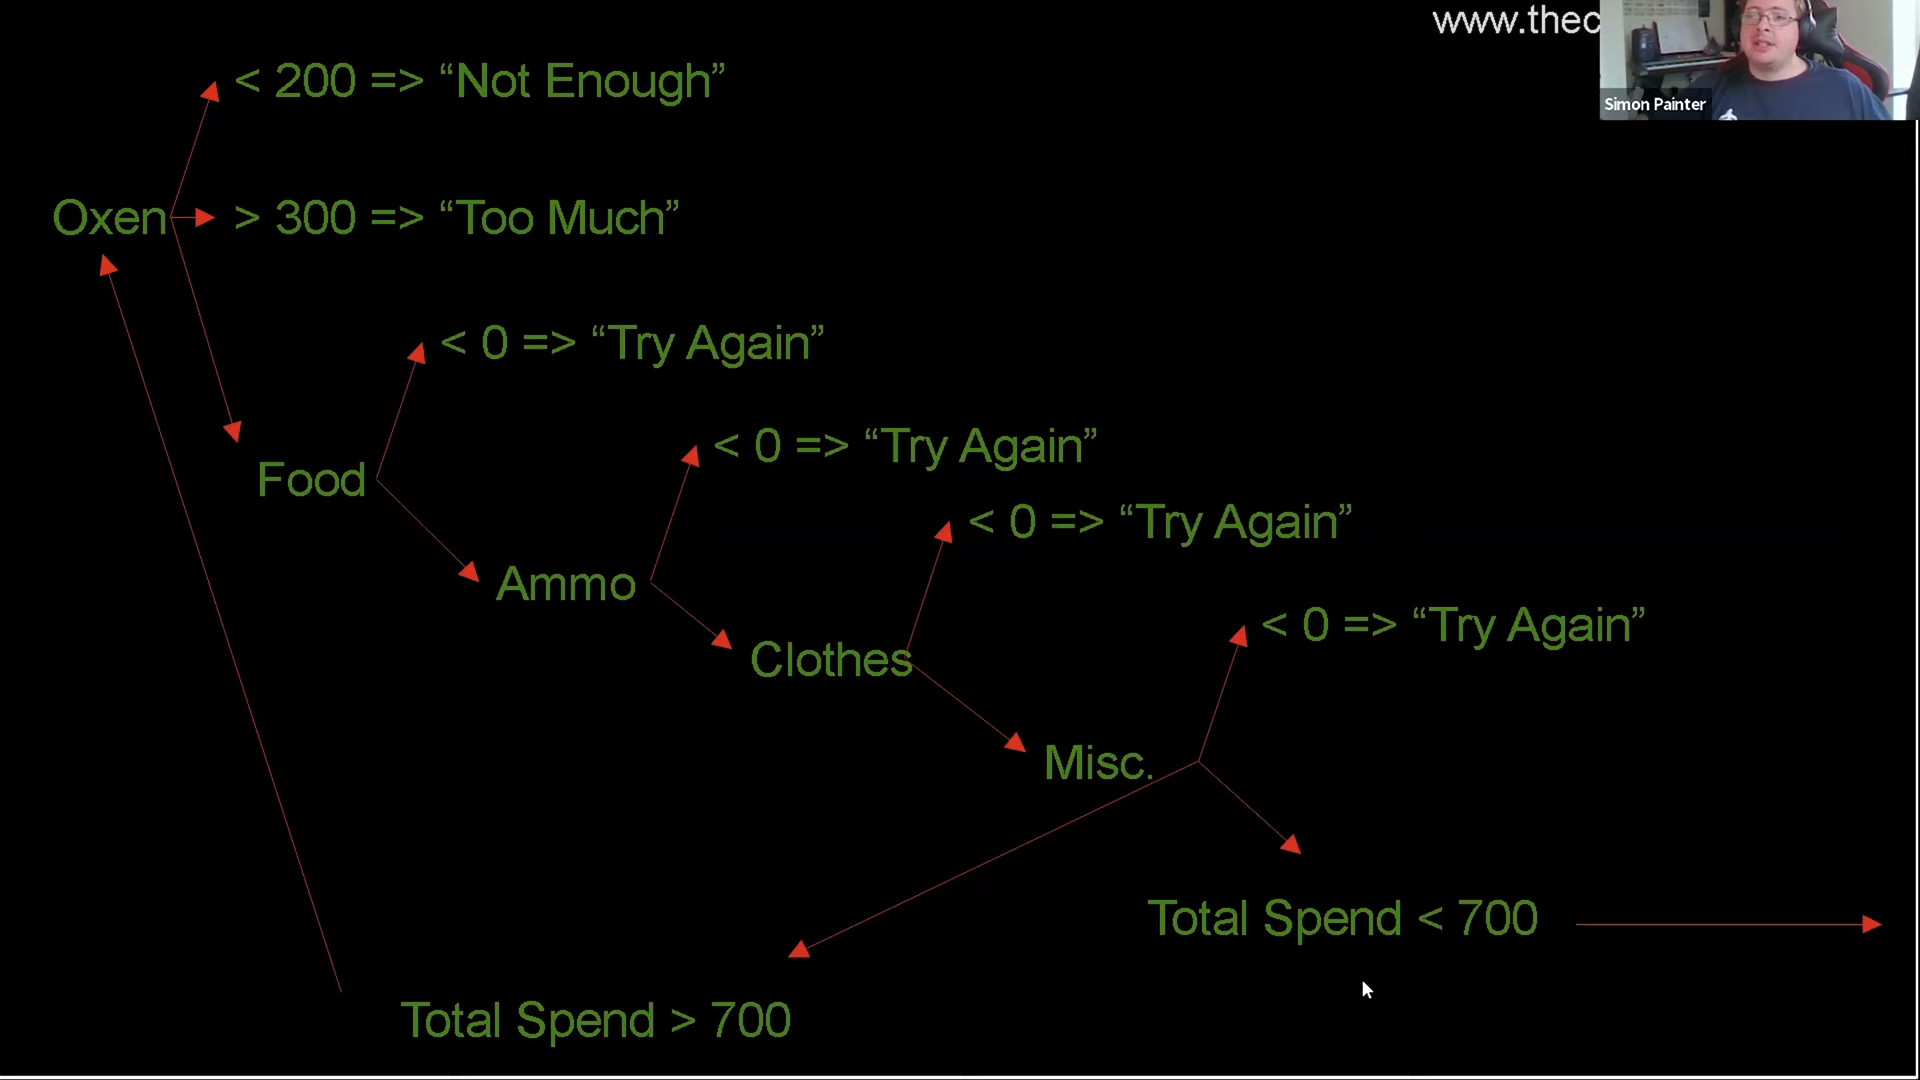 www.thec
Simon Painter
< 200 => “Not Enough”
Oxen
> 300 => “Too Much”
< 0 => “Try Again”
Food
< 0 => “Try Again”
Ammo
< 0 => “Try Again”
Clothes
< 0 => “Try Again”
Misc.
Total Spend < 700
Total Spend > 700